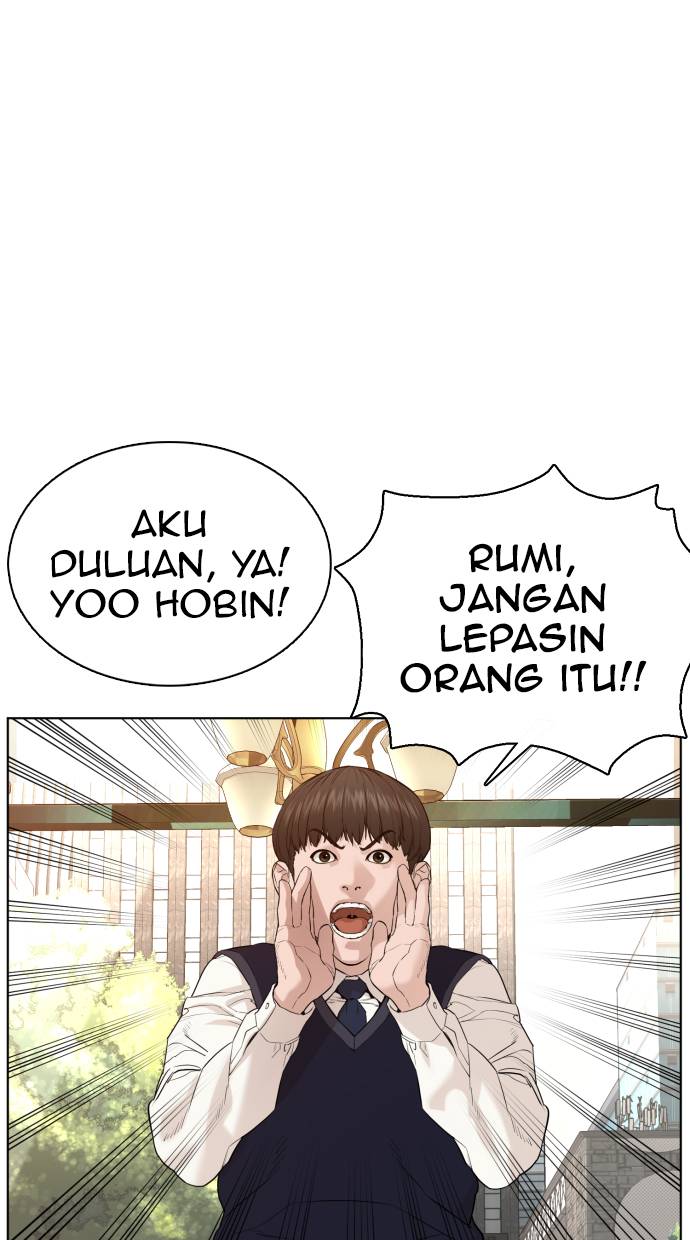 AKU
DULUAN, YA!
YOO HOBIN!
RUMI,
JANGAN
LEPASIN
ORANG ITU!!